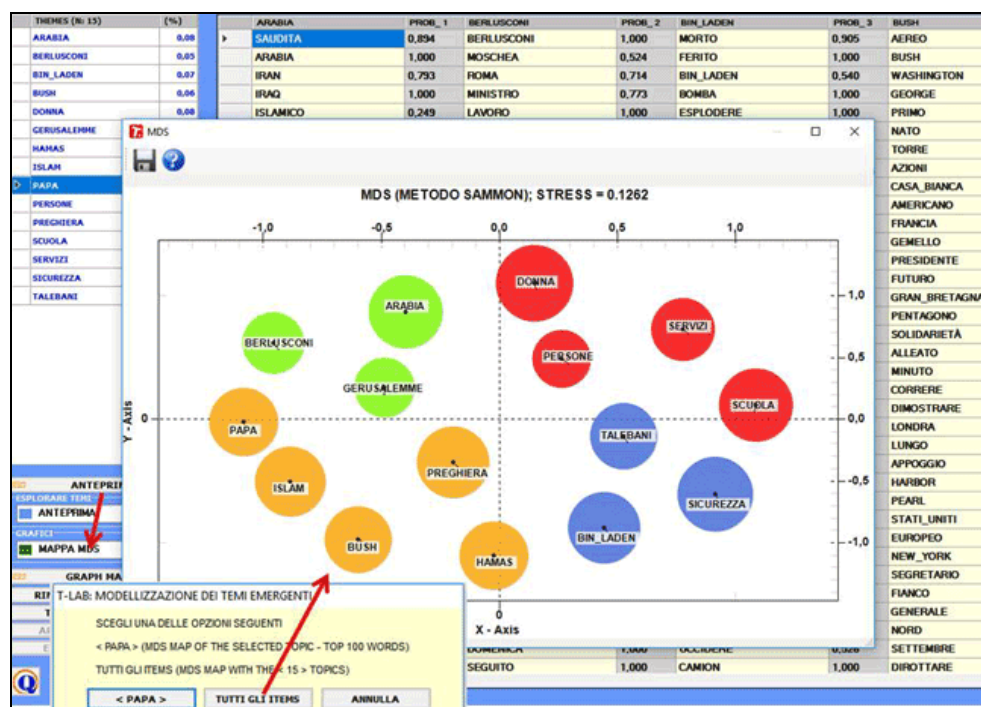 THEMES (N: 15) (%) ARABIA PROB_1 BERLUSCONI PROB_2 BIN_LADEN PROB_3 BUSH
ARABIA 0,08 SAUDITA 0,894 BERLUSCONI 1,000 MORTO 0,905 AEREO
BERLUSCONI 0,05 ARABIA 1,000 MOSCHEA 0,524 FERITO 1,000 BUSH
BIN_LADEN 0,07 IRAN 0,793 ROMA 0,714 BIN_LADEN 0,540 WASHINGTON
BUSH 0,06 IRAQ 1,000 MINISTRO 0,773 BOMBA 1,000 GEORGE
DONNA 0,08 ISLAMICO 0,249 LAVORO 1,000 ESPLODERE 1,000 PRIMO
GERUSALEMME
HAMAS
ISLAM
PAPA
PERSONE
PREGHIERA
SCUOLA
SERVIZI
SICUREZZA
TALEBANI
NATO
TORRE
AZIONI
CASA_BIANCA
AMERICANO
FRANCIA
GEMELLO
PRESIDENTE
FUTURO
GRAN_BRETAGNA
PENTAGONO
SOLIDARIETÀ
ALLEATO
MINUTO
CORRERE
DIMOSTRARE
LONDRA
LUNGO
APPOGGIO
HARBOR
PEARL
STATI_UNITI
EUROPEO
NEW_YORK
SEGRETARIO
FIANCO
GENERALE
NORD
SETTEMBRE
SEGUITO 1,000 CAMION 1,000 DIROTTARE
MDS
MDS (METODO SAMMON); STRESS = 0.1262
-1,0 -0,5 0,0 0,5 1,0
DONNA
ARABIA
1,0
SERVIZI
BERLUSCONI
PERSONE
0,5
GERUSALEMME
SCUOLA
0
0,0
PAPA
TALEBANI
PREGHIERA
-0,5
ISLAM
SICUREZZA
BUSH
BIN_LADEN
-1,0
HAMAS
0
Y - Axis
X - Axis
ESPLORARE TEMI
ANTEPRIMA
GRAFICI
MAPPA MDS
GRAPH MA
T-LAB: MODELLIZZAZIONE DEI TEMI EMERGENTI
SCEGLI UNA DELLE OPZIONI SEGUENTI
< PAPA > (MDS MAP OF THE SELECTED TOPIC - TOP 100 WORDS)
TUTTI GLI ITEMS (MDS MAP WITH THE < 15 > TOPICS)
< PAPA > TUTTI GLI ITEMS ANNULLA
Q